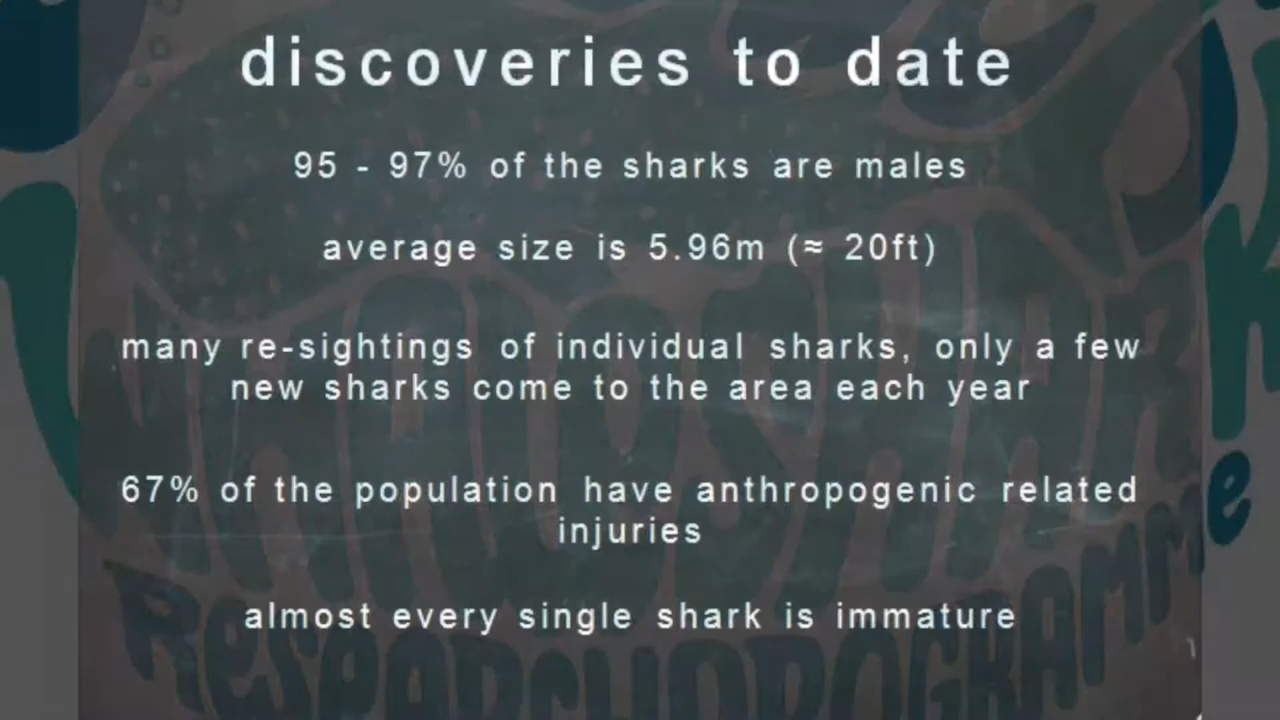 discoveries to date
95 - 97% of the sharks are males
average size is 5.96m (≈ 20ft)
many re-sightings of individual sharks, only a few
new sharks come to the area each year
67% of the population have anthropogenic related
injuries
almost every single shark is immature
ReSEARCH PROGRAMMe